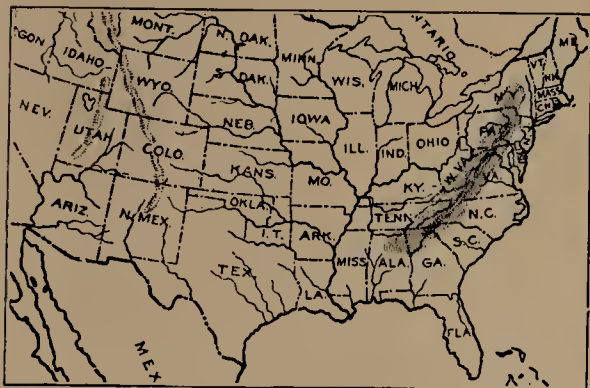 ONTARIO
MONT.
N. DAK.
MINN.
ME.
GON.
IDAHO
VT.
N.H.
S. DAK.
WIS.
MICH.
N.Y.
MASS
WYO.
NEV.
NEB.
IOWA
PA.
UTAH
COLO.
ILL.
IND.
OHIO
W. VA.
VA.
KANS.
MO.
KY.
ARIZ.
N. MEX.
OKLA.
I.T.
ARK.
TENN.
N.C.
S.C.
TEX.
LA.
MISS.
ALA.
GA.
FLA.
MEX